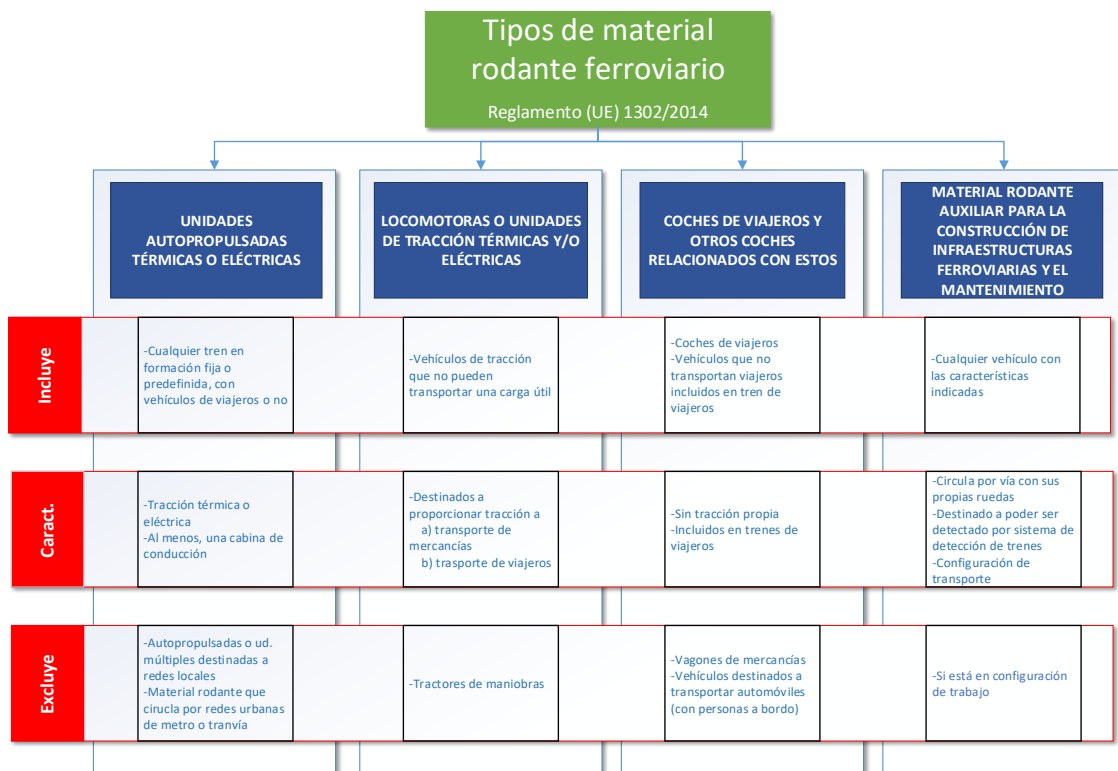 Tipos de material
rodante ferroviario
Reglamento (UE) 1302/2014
UNIDADES
AUTOPROPULSADAS
TÉRMICAS O ELÉCTRICAS
LOCOMOTORAS O UNIDADES
DE TRACCIÓN TÉRMICAS Y/O
ELÉCTRICAS
COCHES DE VIAJEROS Y
OTROS COCHES
RELACIONADOS CON ESTOS
MATERIAL RODANTE
AUXILIAR PARA LA
CONSTRUCCIÓN DE
INFRAESTRUCTURAS
FERROVIARIAS Y EL
MANTENIMIENTO
Incluye
-Cualquier tren en
formación fija o
predefinida, con
vehículos de viajeros o no
-Vehículos de tracción
que no pueden
transportar una carga útil
-Coches de viajeros
-Vehículos que no
transportan viajeros
incluidos en tren de
viajeros
-Cualquier vehículo con
las características
indicadas
Caract.
-Tracción térmica o
eléctrica
-Al menos, una cabina de
conducción
-Destinados a
proporcionar tracción a
a) transporte de
mercancías
b) trasporte de viajeros
-Sin tracción propia
-Incluidos en trenes de
viajeros
-Circula por vía con sus
propias ruedas
-Destinado a poder ser
detectado por sistema de
detección de trenes
-Configuración de
transporte
Excluye
-Autopropulsadas o ud.
múltiples destinadas a
redes locales
-Material rodante que
cirucla por redes urbanas
de metro o tranvía
-Tractores de maniobras
-Vagones de mercancías
-Vehículos destinados a
transportar automóviles
(con personas a bordo)
-Si está en configuración
de trabajo